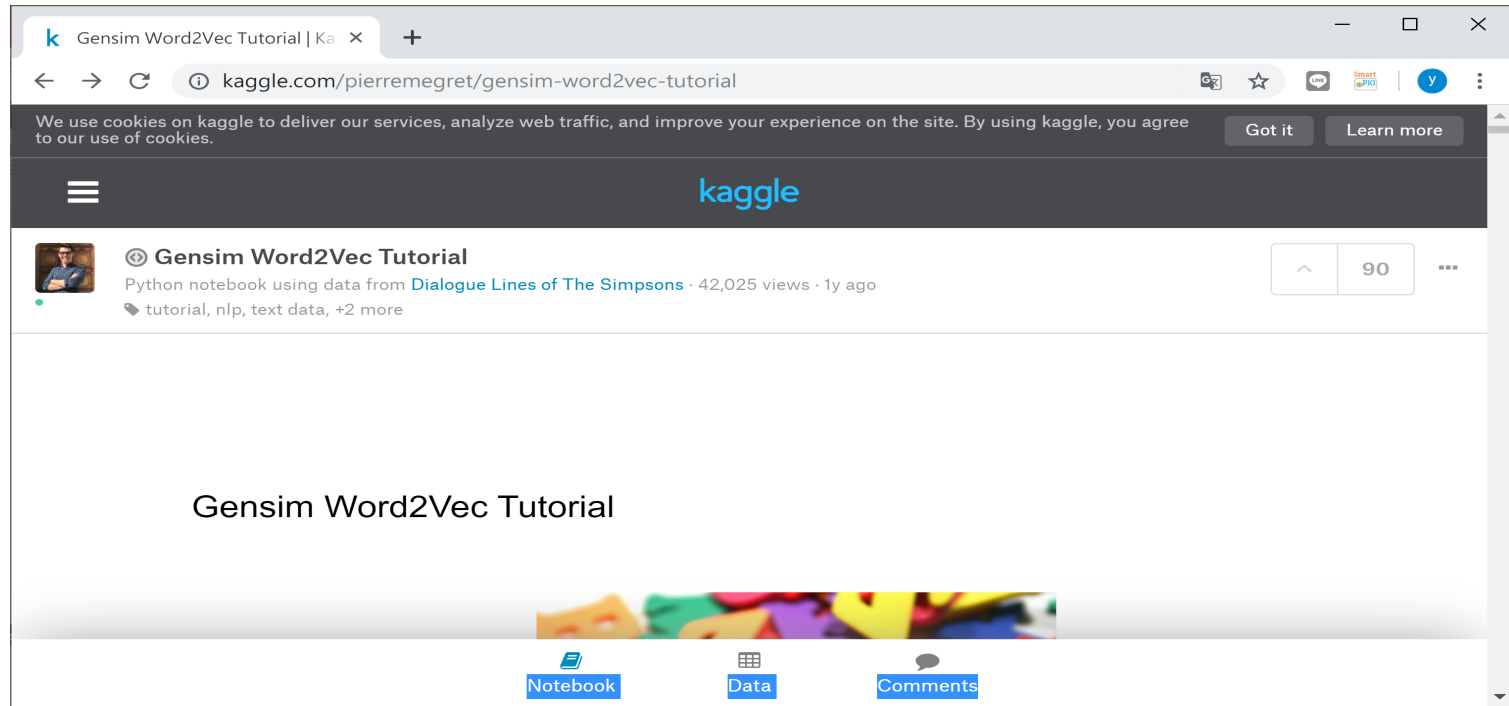 k Gensim Word2Vec Tutorial | Ka
kaggle.com/pierremegret/gensim-word2vec-tutorial
LINE
Smart
PKI
y
We use cookies on kaggle to deliver our services, analyze web traffic, and improve your experience on the site. By using kaggle, you agree
to our use of cookies.
Got it
Learn more
kaggle
Gensim Word2Vec Tutorial
Python notebook using data from Dialogue Lines of The Simpsons · 42,025 views · 1y ago
tutorial, nlp, text data, +2 more
90
Gensim Word2Vec Tutorial
Notebook
Data
Comments